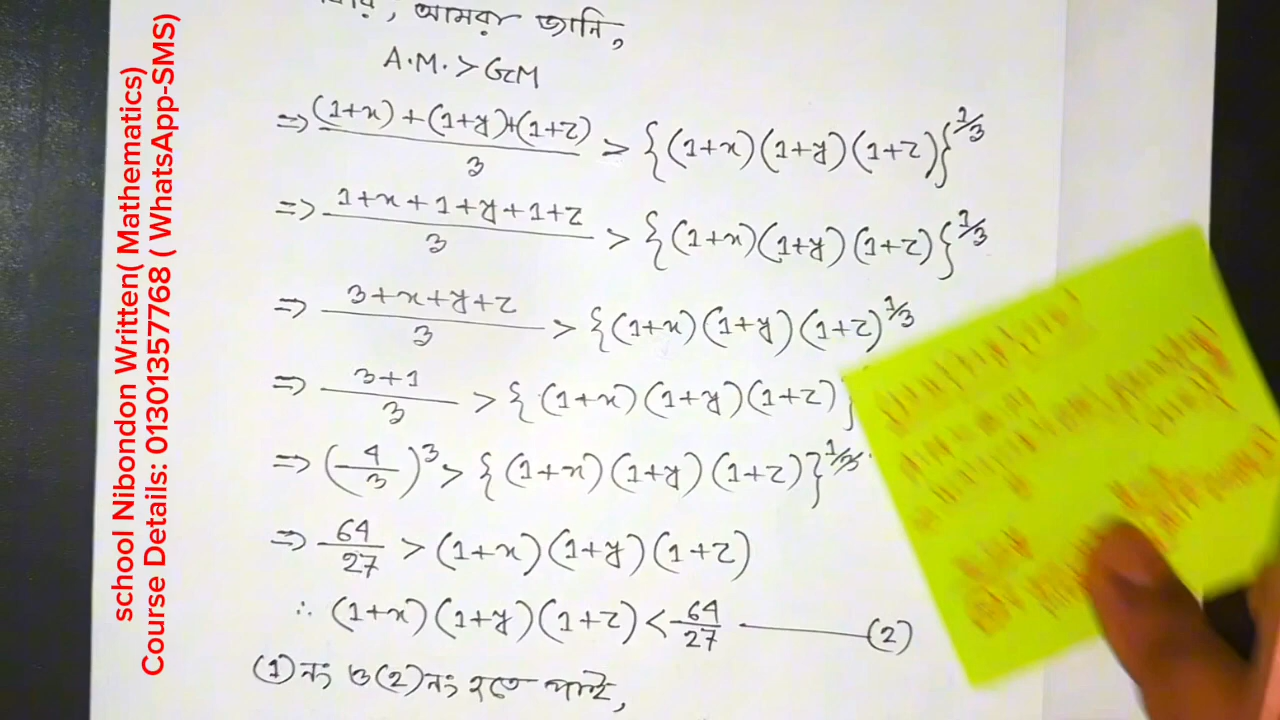 school Nibondon Written( Mathematics)
Course Details: 01301357768 ( WhatsApp-SMS)
আমরা জানি,
A.M. > GM
⇒ (1+x) + (1+y)+(1+z) / 3 > {(1+x)(1+y)(1+z)}^1/3
⇒ 1+x+1+y+1+z / 3 > {(1+x)(1+y)(1+z)}^1/3
⇒ 3+x+y+z / 3 > {(1+x)(1+y)(1+z)^1/3
⇒ 3+1 / 3 > {(1+x)(1+y)(1+z)}
⇒ (4/3)^3 > {(1+x)(1+y)(1+z)}^1/3
⇒ 64/27 > (1+x)(1+y)(1+z)
∴ (1+x)(1+y)(1+z) < 64/27 ——— (2)
(1) নং ও (2) নং হতে পাই,